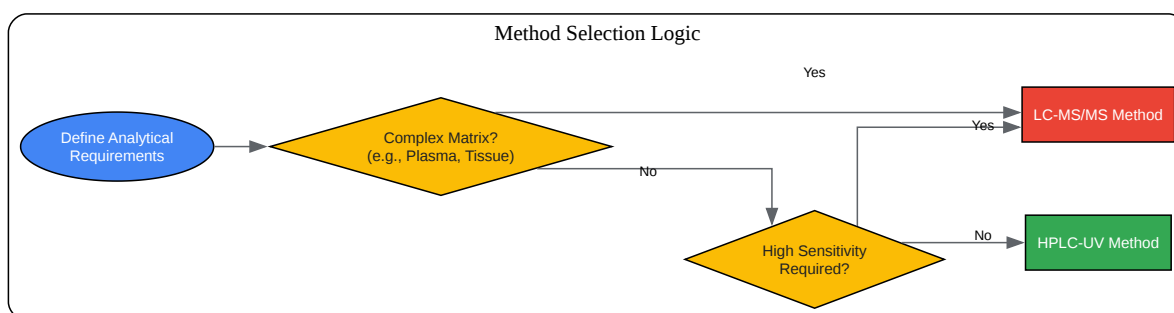 Method Selection Logic
Yes
Define Analytical
Requirements
Complex Matrix?
(e.g., Plasma, Tissue)
LC-MS/MS Method
Yes
No
High Sensitivity
Required?
No
HPLC-UV Method